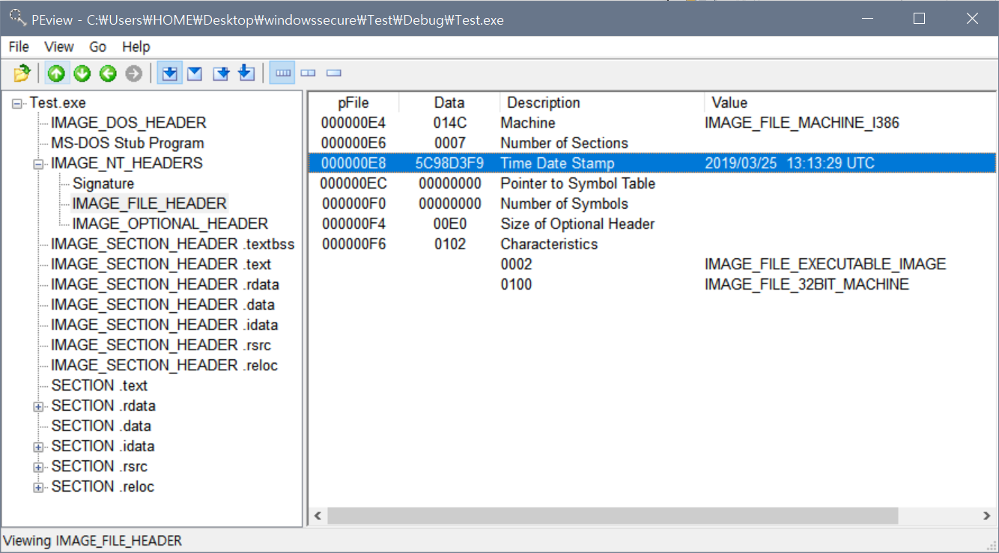 PEview - C:₩Users₩HOME₩Desktop₩windowssecure₩Test₩Debug₩Test.exe
File View Go Help
Test.exe
IMAGE_DOS_HEADER
MS-DOS Stub Program
IMAGE_NT_HEADERS
Signature
IMAGE_FILE_HEADER
IMAGE_OPTIONAL_HEADER
IMAGE_SECTION_HEADER .textbss
IMAGE_SECTION_HEADER .text
IMAGE_SECTION_HEADER .rdata
IMAGE_SECTION_HEADER .data
IMAGE_SECTION_HEADER .idata
IMAGE_SECTION_HEADER .rsrc
IMAGE_SECTION_HEADER .reloc
SECTION .text
SECTION .rdata
SECTION .data
SECTION .idata
SECTION .rsrc
SECTION .reloc
pFile Data Description Value
000000E4 014C Machine IMAGE_FILE_MACHINE_I386
000000E6 0007 Number of Sections
000000E8 5C98D3F9 Time Date Stamp 2019/03/25 13:13:29 UTC
000000EC 00000000 Pointer to Symbol Table
000000F0 00000000 Number of Symbols
000000F4 00E0 Size of Optional Header
000000F6 0102 Characteristics
0002 IMAGE_FILE_EXECUTABLE_IMAGE
0100 IMAGE_FILE_32BIT_MACHINE
Viewing IMAGE_FILE_HEADER